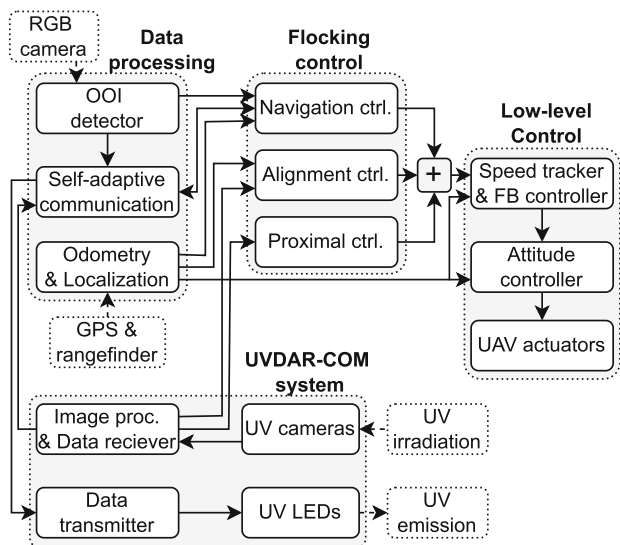 RGB
camera
Data
processing
Flocking
control
OOI
detector
Navigation ctrl.
Low-level
Control
Self-adaptive
communication
Alignment ctrl.
+
Speed tracker
& FB controller
Odometry
& Localization
Proximal ctrl.
Attitude
controller
GPS &
rangefinder
UAV actuators
UVDAR-COM
system
Image proc.
& Data reciever
UV cameras
UV
irradiation
Data
transmitter
UV LEDs
UV
emission